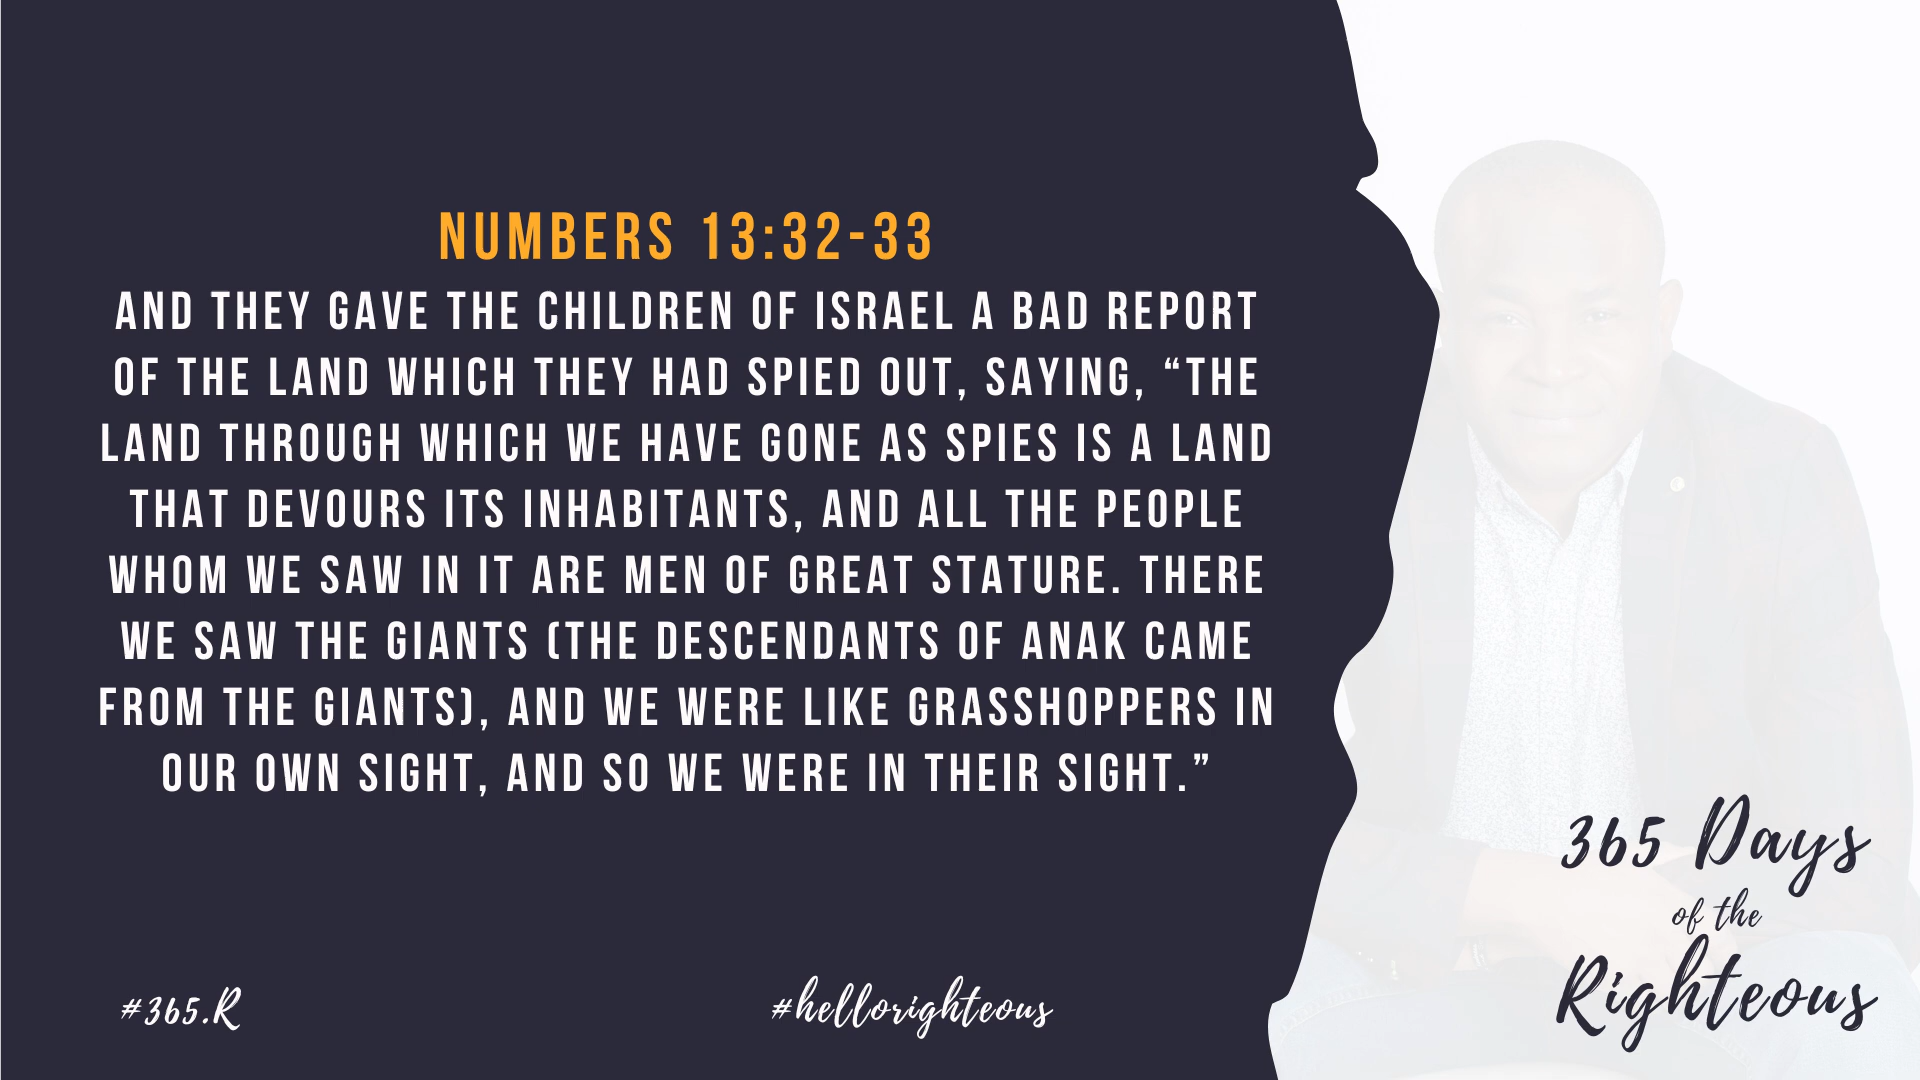 NUMBERS 13:32-33
AND THEY GAVE THE CHILDREN OF ISRAEL A BAD REPORT
OF THE LAND WHICH THEY HAD SPIED OUT, SAYING, “THE
LAND THROUGH WHICH WE HAVE GONE AS SPIES IS A LAND
THAT DEVOURS ITS INHABITANTS, AND ALL THE PEOPLE
WHOM WE SAW IN IT ARE MEN OF GREAT STATURE. THERE
WE SAW THE GIANTS (THE DESCENDANTS OF ANAK CAME
FROM THE GIANTS), AND WE WERE LIKE GRASSHOPPERS IN
OUR OWN SIGHT, AND SO WE WERE IN THEIR SIGHT.”
#365.R
#hellorighteous
365 Days
of the
Righteous